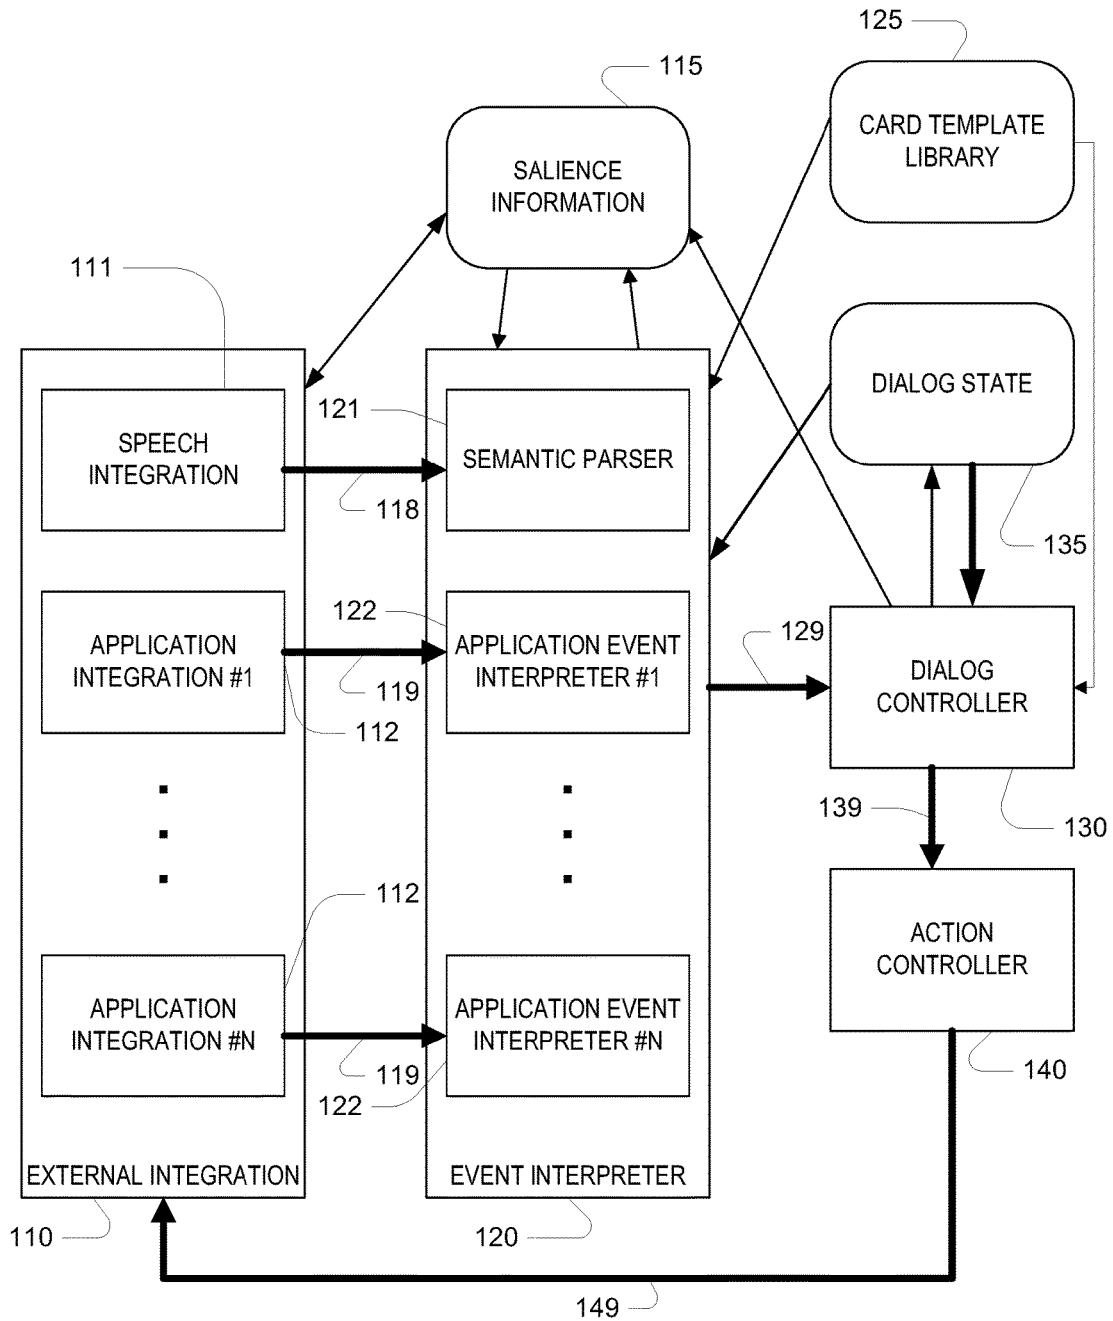 125
115
CARD TEMPLATE
LIBRARY
SALIENCE
INFORMATION
111
DIALOG STATE
121
SPEECH
INTEGRATION
SEMANTIC PARSER
118
135
122
129
APPLICATION
INTEGRATION #1
APPLICATION EVENT
INTERPRETER #1
DIALOG
CONTROLLER
119
112
139
130
112
ACTION
CONTROLLER
APPLICATION
INTEGRATION #N
APPLICATION EVENT
INTERPRETER #N
119
140
122
EXTERNAL INTEGRATION
EVENT INTERPRETER
110
120
149